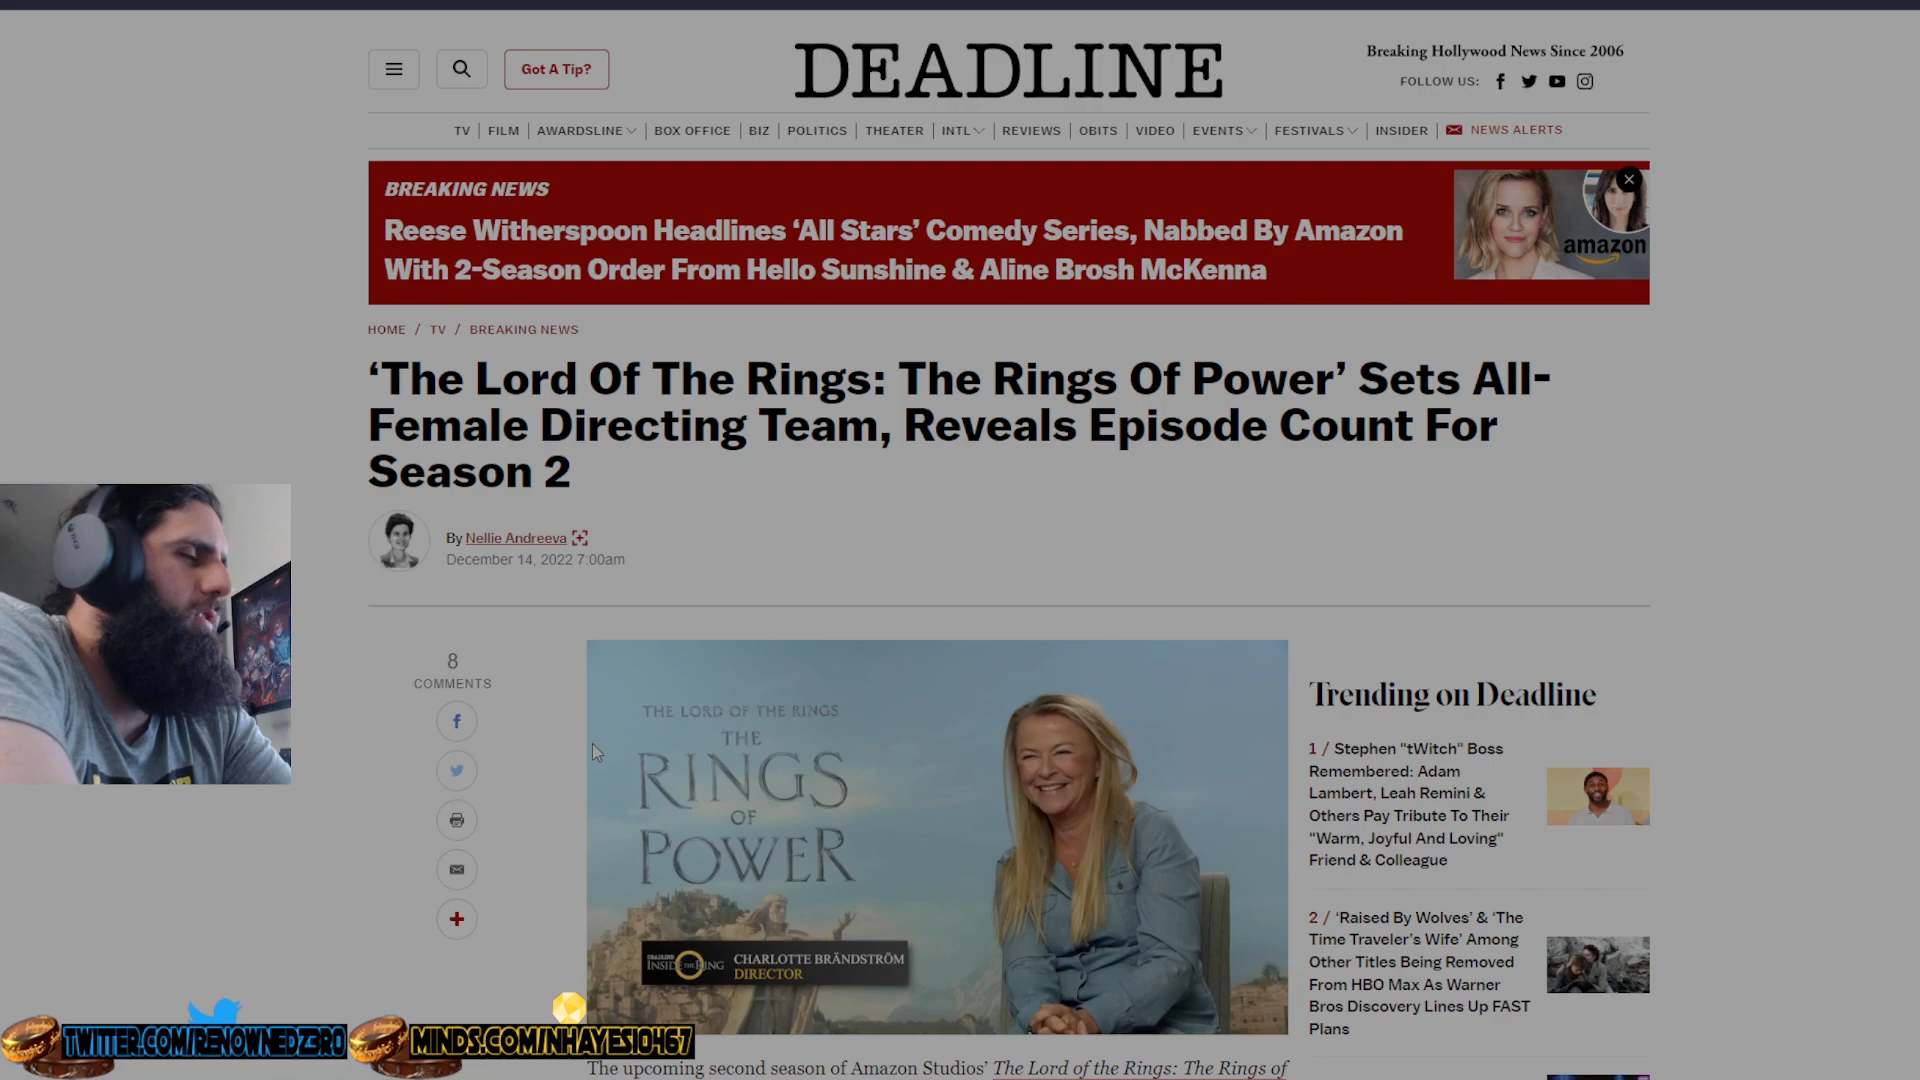 Got A Tip?
DEADLINE
Breaking Hollywood News Since 2006
FOLLOW US:
TV | FILM | AWARDSLINE | BOX OFFICE | BIZ | POLITICS | THEATER | INTL | REVIEWS | OBITS | VIDEO | EVENTS | FESTIVALS | INSIDER | NEWS ALERTS
BREAKING NEWS
Reese Witherspoon Headlines ‘All Stars’ Comedy Series, Nabbed By Amazon
With 2-Season Order From Hello Sunshine & Aline Brosh McKenna
amazon
HOME / TV / BREAKING NEWS
‘The Lord Of The Rings: The Rings Of Power’ Sets All-
Female Directing Team, Reveals Episode Count For
Season 2
By Nellie Andreeva
December 14, 2022 7:00am
8
COMMENTS
THE LORD OF THE RINGS
THE
RINGS
OF
POWER
DEADLINE
INSIDE THE RING
CHARLOTTE BRÄNDSTRÖM
DIRECTOR
Trending on Deadline
1 / Stephen "tWitch" Boss
Remembered: Adam
Lambert, Leah Remini &
Others Pay Tribute To Their
"Warm, Joyful And Loving"
Friend & Colleague
2 / ‘Raised By Wolves’ & ‘The
Time Traveler’s Wife’ Among
Other Titles Being Removed
From HBO Max As Warner
Bros Discovery Lines Up FAST
Plans
TWITTER.COM/RENOWNEDZ3R0
MINDS.COM/NHAYES10467
The upcoming second season of Amazon Studios’ The Lord of the Rings: The Rings of